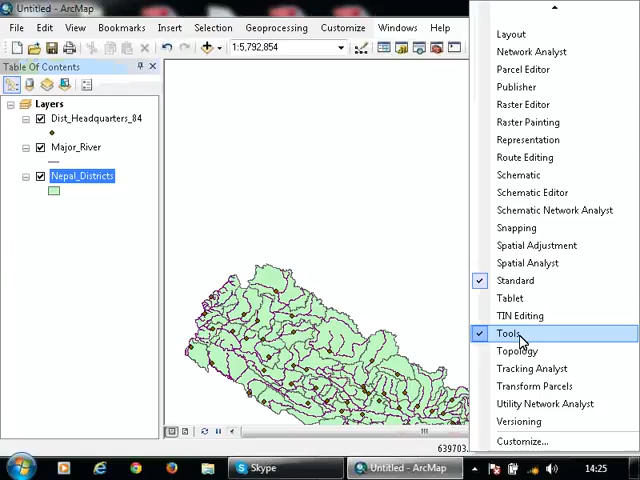 Untitled - ArcMap
File Edit View Bookmarks Insert Selection Geoprocessing Customize Windows Help
1:5,792,854
Table Of Contents
Layers
Dist_Headquarters_84
Major_River
Nepal_Districts
Layout
Network Analyst
Parcel Editor
Publisher
Raster Editor
Raster Painting
Representation
Route Editing
Schematic
Schematic Editor
Schematic Network Analyst
Snapping
Spatial Adjustment
Spatial Analyst
Standard
Tablet
TIN Editing
Tools
Topology
Tracking Analyst
Transform Parcels
Utility Network Analyst
Versioning
Customize...
639703.
Skype
Untitled - ArcMap
14:25